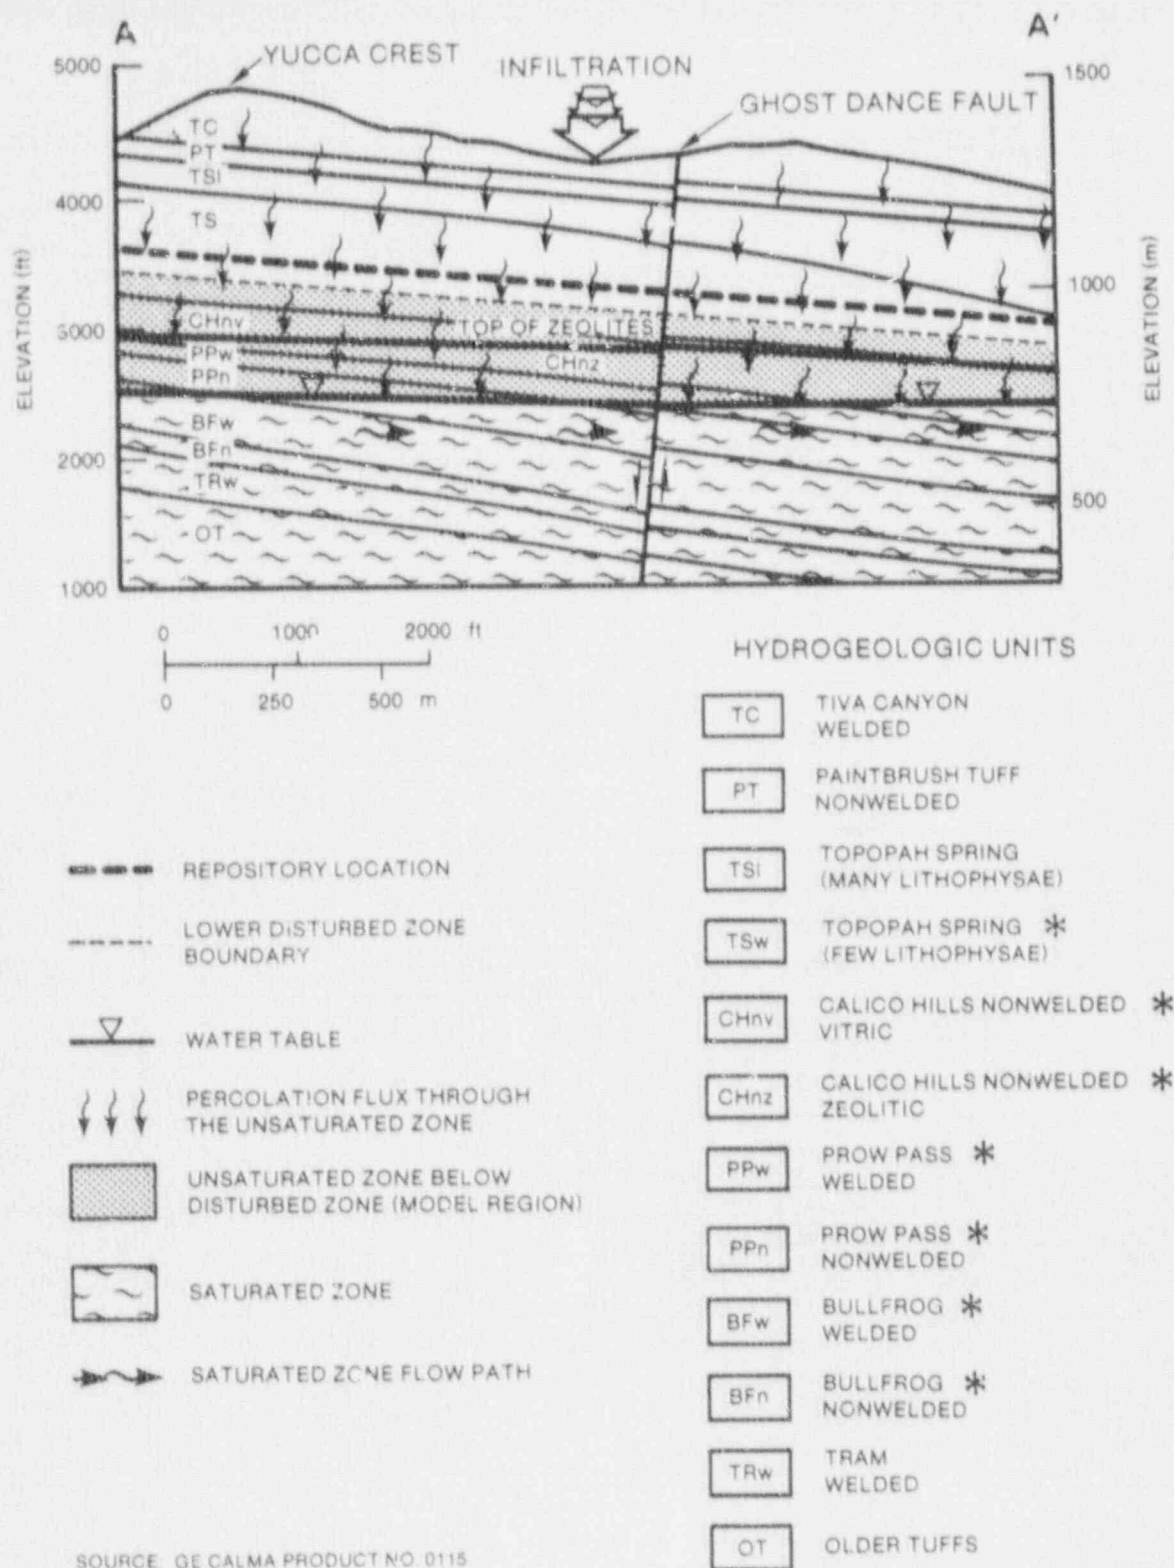 A
A'
YUCCA CREST
INFILTRATION
GHOST DANCE FAULT
5000
4000
3000
2000
1000
ELEVATION (ft)
1500
1000
500
ELEVATION (m)
TC
PT
TSl
TS
CHnv
TOP OF ZEOLITES
PPw
CHnz
PPn
BFw
BFn
TRw
OT
0 1000 2000 ft
0 250 500 m
REPOSITORY LOCATION
LOWER DISTURBED ZONE
BOUNDARY
WATER TABLE
PERCOLATION FLUX THROUGH
THE UNSATURATED ZONE
UNSATURATED ZONE BELOW
DISTURBED ZONE (MODEL REGION)
SATURATED ZONE
SATURATED ZONE FLOW PATH
HYDROGEOLOGIC UNITS
TC TIVA CANYON
WELDED
PT PAINTBRUSH TUFF
NONWELDED
TSl TOPOPAH SPRING
(MANY LITHOPHYSAE)
TSw TOPOPAH SPRING *
(FEW LITHOPHYSAE)
CHnv CALICO HILLS NONWELDED *
VITRIC
CHnz CALICO HILLS NONWELDED *
ZEOLITIC
PPw PROW PASS *
WELDED
PPn PROW PASS *
NONWELDED
BFw BULLFROG *
WELDED
BFn BULLFROG *
NONWELDED
TRw TRAM
WELDED
OT OLDER TUFFS
SOURCE: GE CALMA PRODUCT NO. 0115